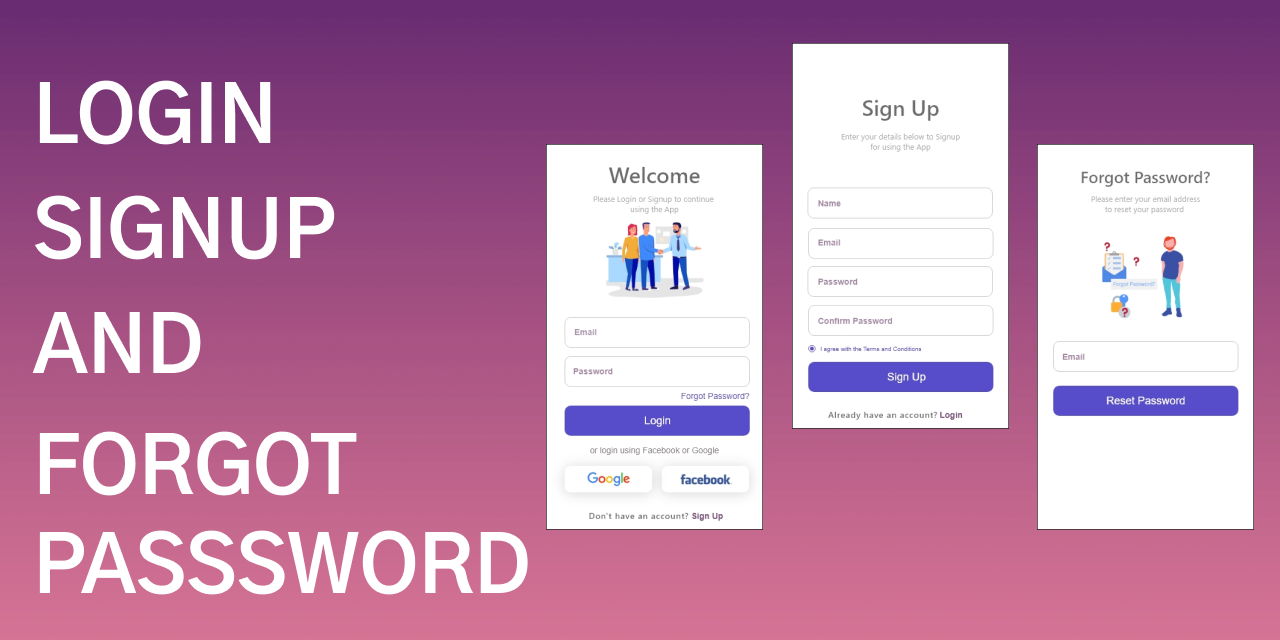 LOGIN
SIGNUP
AND
FORGOT
PASSSWORD
Welcome
Please Login or Signup to continue
using the App
Email
Password
Forgot Password?
Login
or login using Facebook or Google
Google
facebook
Don't have an account? Sign Up
Sign Up
Enter your details below to Signup
for using the App
Name
Email
Password
Confirm Password
I agree with the Terms and Conditions
Sign Up
Already have an account? Login
Forgot Password?
Please enter your email address
to reset your password
?
?
Forgot Password?
?
Email
Reset Password